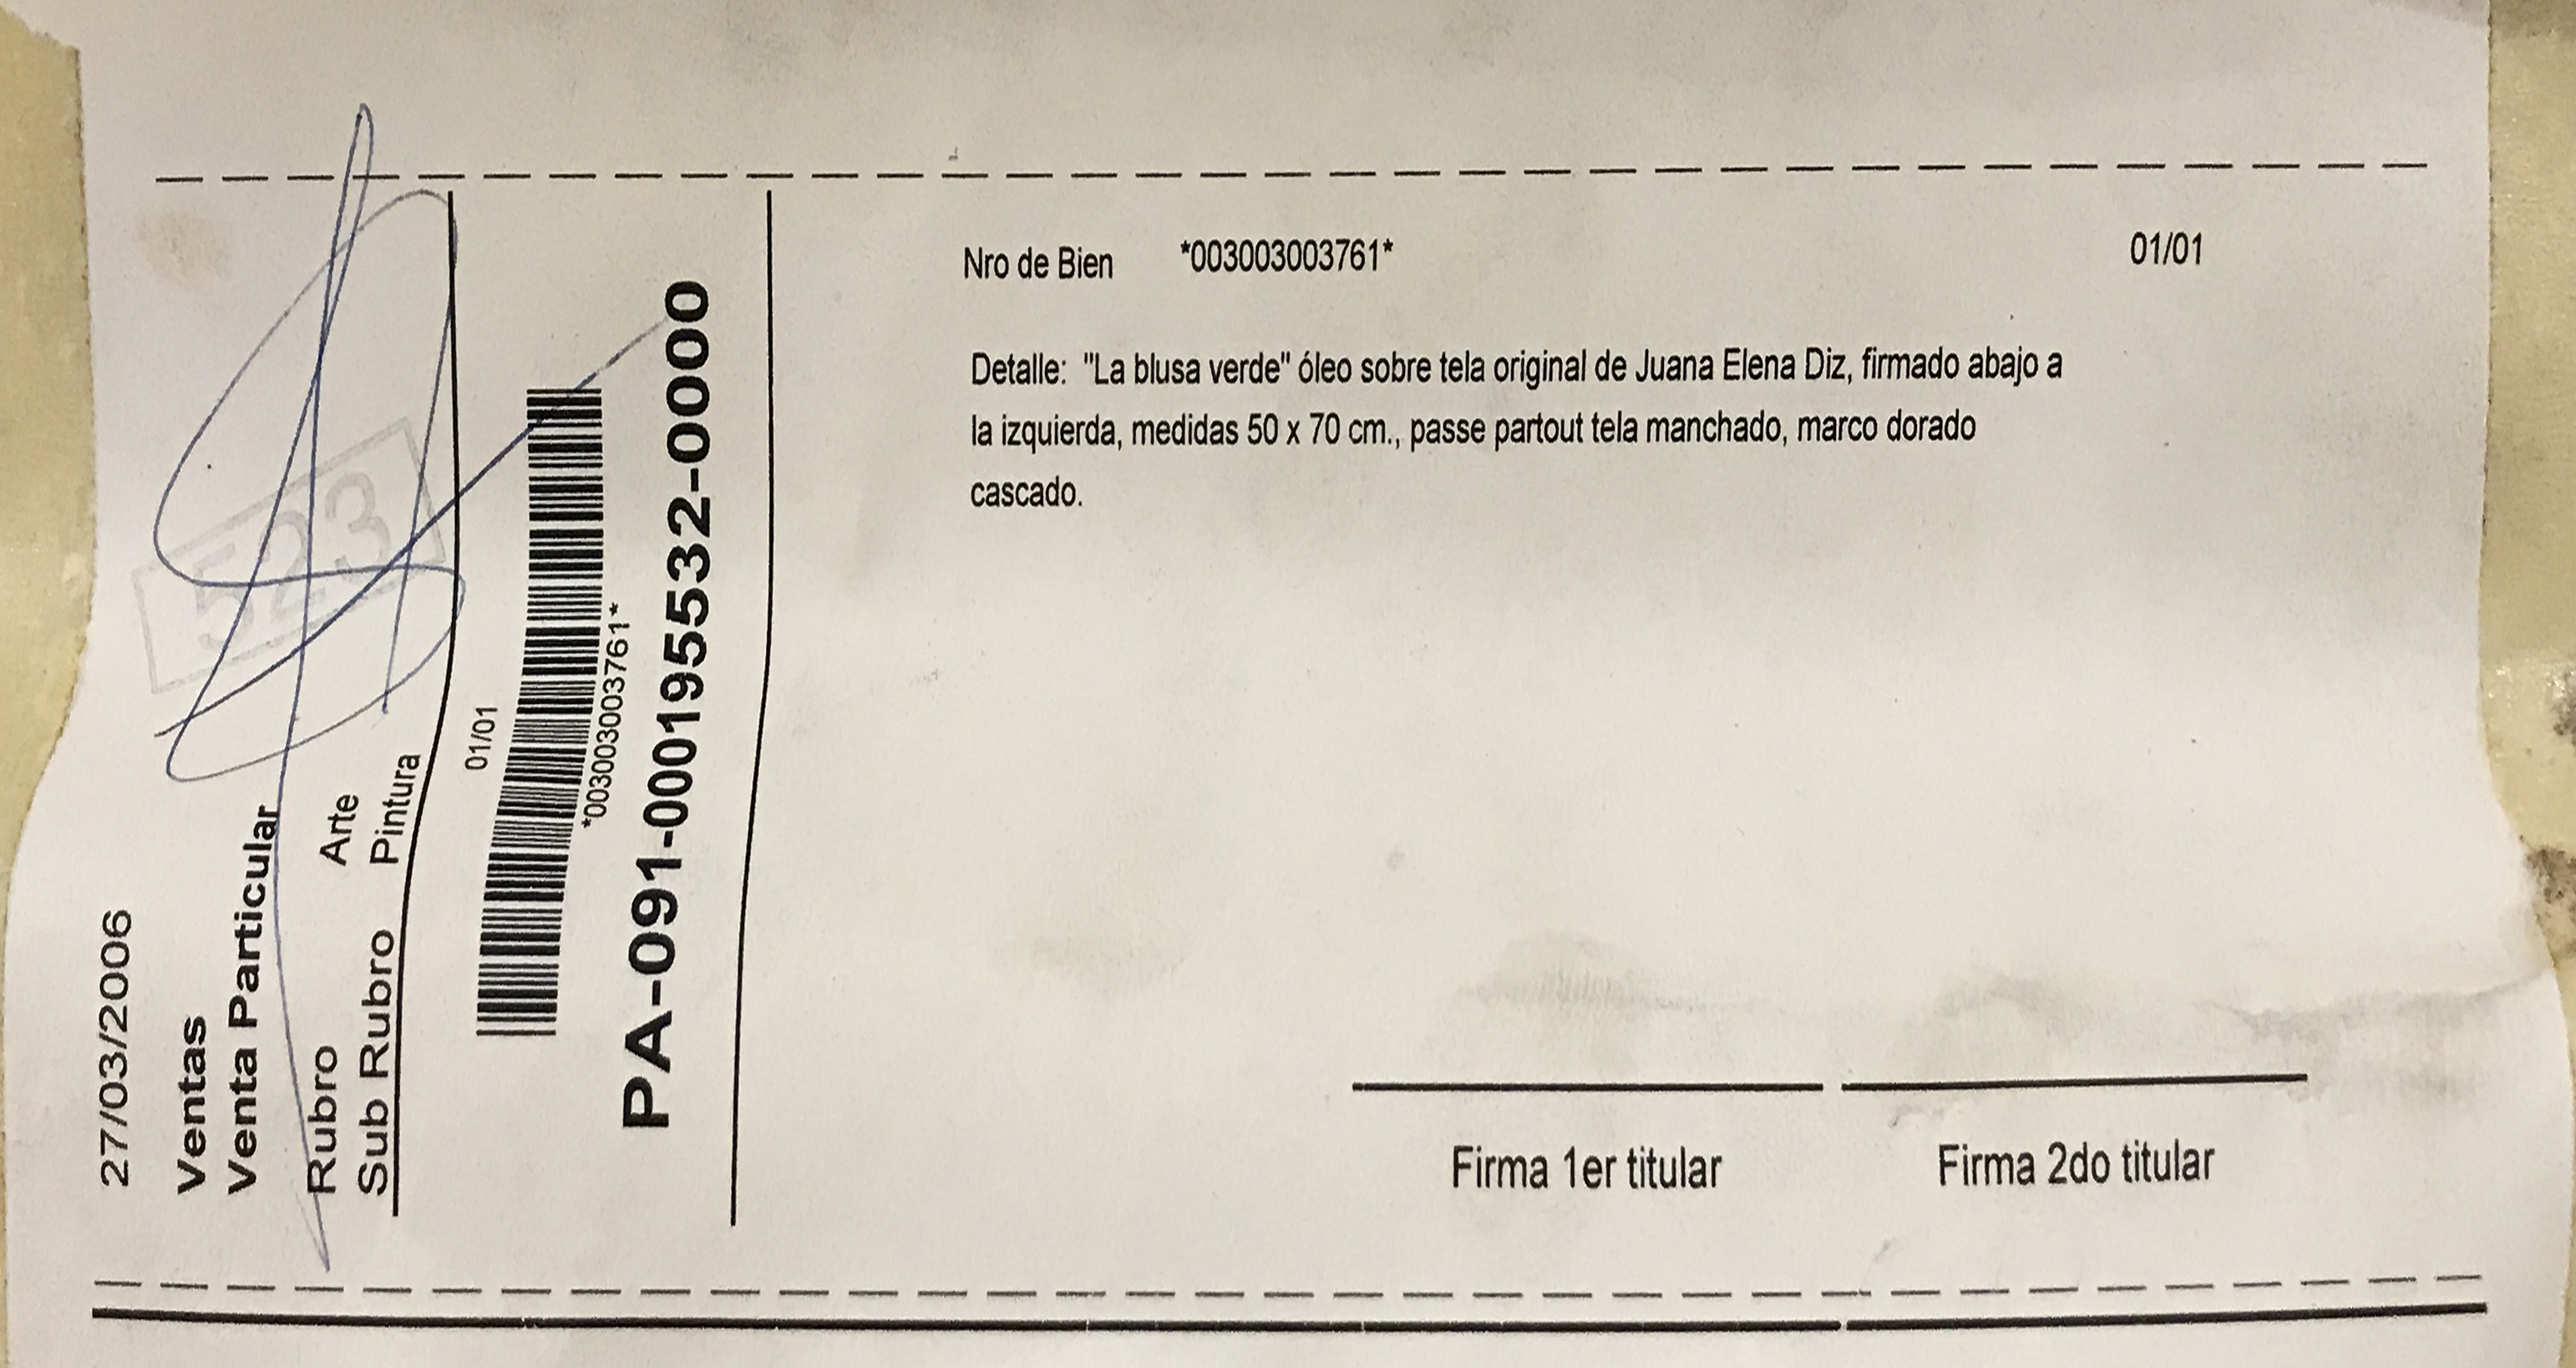 27/03/2006
Ventas
Venta Particular
Rubro Arte
Sub Rubro Pintura
01/01
*003003003761*
PA-091-00019532-0000
523
Nro de Bien *003003003761* 01/01
Detalle: "La blusa verde" óleo sobre tela original de Juana Elena Diz, firmado abajo a
la izquierda, medidas 50 x 70 cm., passe partout tela manchado, marco dorado
cascado.
Firma 1er titular Firma 2do titular